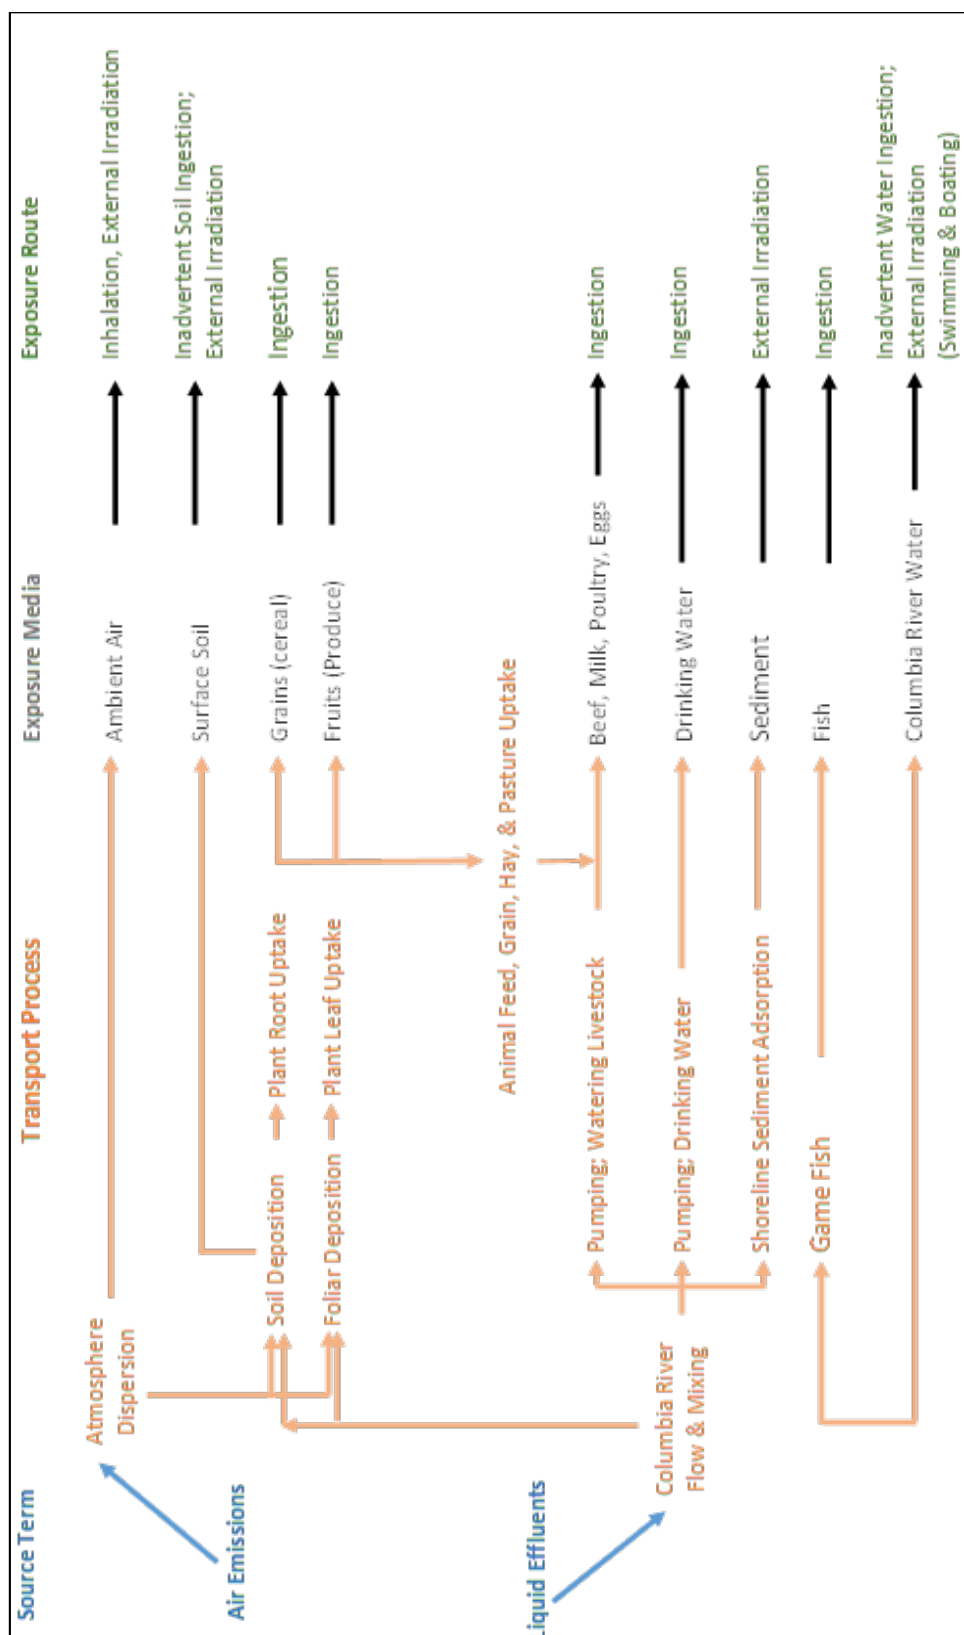 Source Term
Transport Process
Exposure Media
Exposure Route
Air Emissions
Liquid Effluents
Atmosphere
Dispersion
Soil Deposition
Plant Root Uptake
Foliar Deposition
Plant Leaf Uptake
Animal Feed, Grain, Hay, & Pasture Uptake
Columbia River
Flow & Mixing
Pumping; Watering Livestock
Pumping; Drinking Water
Shoreline Sediment Adsorption
Game Fish
Ambient Air
Surface Soil
Grains (cereal)
Fruits (Produce)
Beef, Milk, Poultry, Eggs
Drinking Water
Sediment
Fish
Columbia River Water
Inhalation, External Irradiation
Inadvertent Soil Ingestion;
External Irradiation
Ingestion
Ingestion
Ingestion
Ingestion
External Irradiation
Ingestion
Inadvertent Water Ingestion;
External Irradiation
(Swimming & Boating)